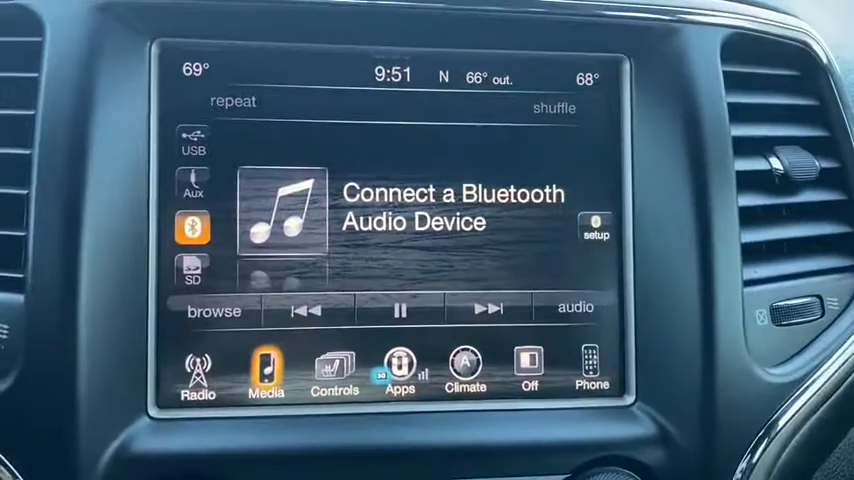 69°
9:51
N
66° out.
68°
repeat
shuffle
USB
Aux
SD
Connect a Bluetooth
Audio Device
setup
browse
audio
Radio
Media
Controls
3G
Apps
A
Climate
Off
Phone